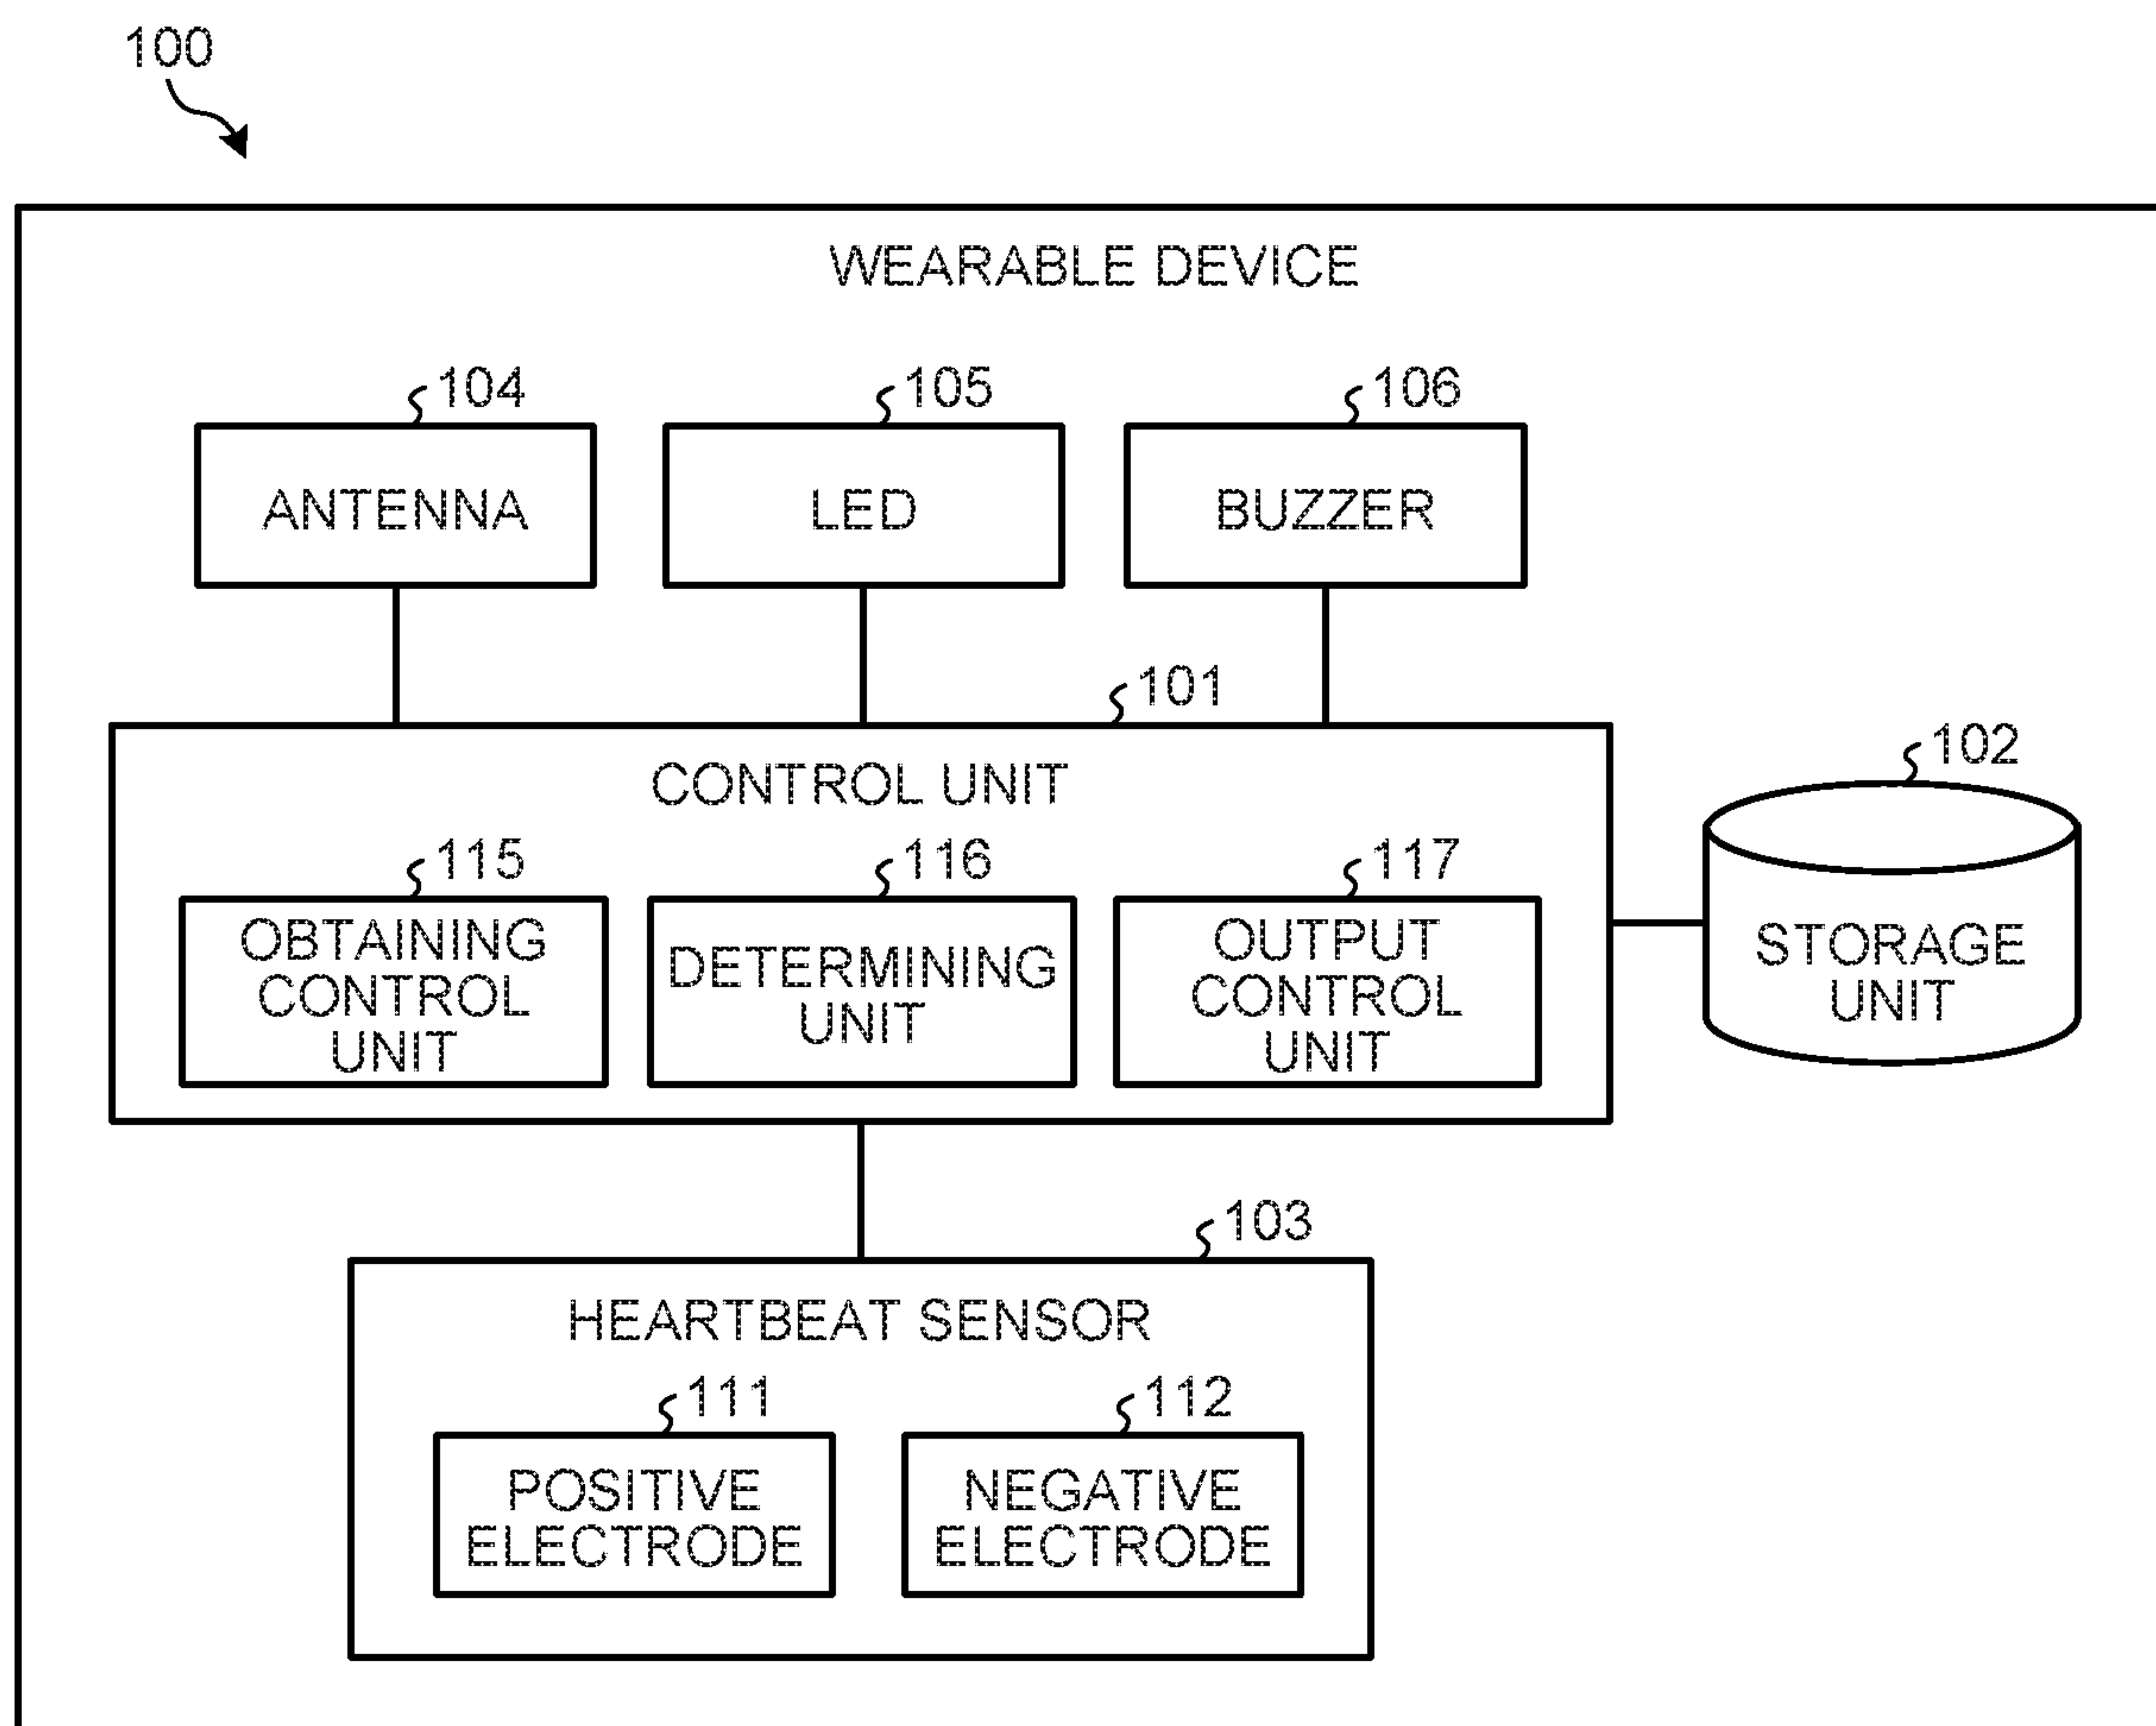 100
WEARABLE DEVICE
104
105
106
ANTENNA
LED
BUZZER
101
CONTROL UNIT
102
115
116
117
OBTAINING
CONTROL
UNIT
DETERMINING
UNIT
OUTPUT
CONTROL
UNIT
STORAGE
UNIT
103
HEARTBEAT SENSOR
111
112
POSITIVE
ELECTRODE
NEGATIVE
ELECTRODE